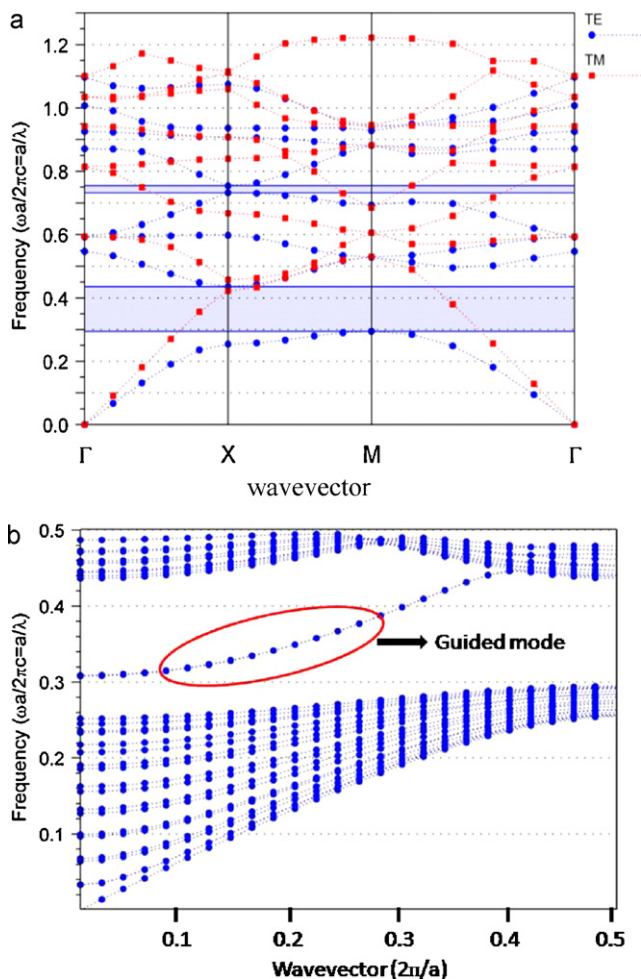 a
TE
TM
Frequency (ωa/2πc=a/λ)
1.2
1.0
0.8
0.6
0.4
0.2
0.0
Γ X M Γ
wavevector
b
Frequency (ωa/2πc=a/λ)
0.5
0.4
0.3
0.2
0.1
Guided mode
0.1 0.2 0.3 0.4 0.5
Wavevector (2π/a)